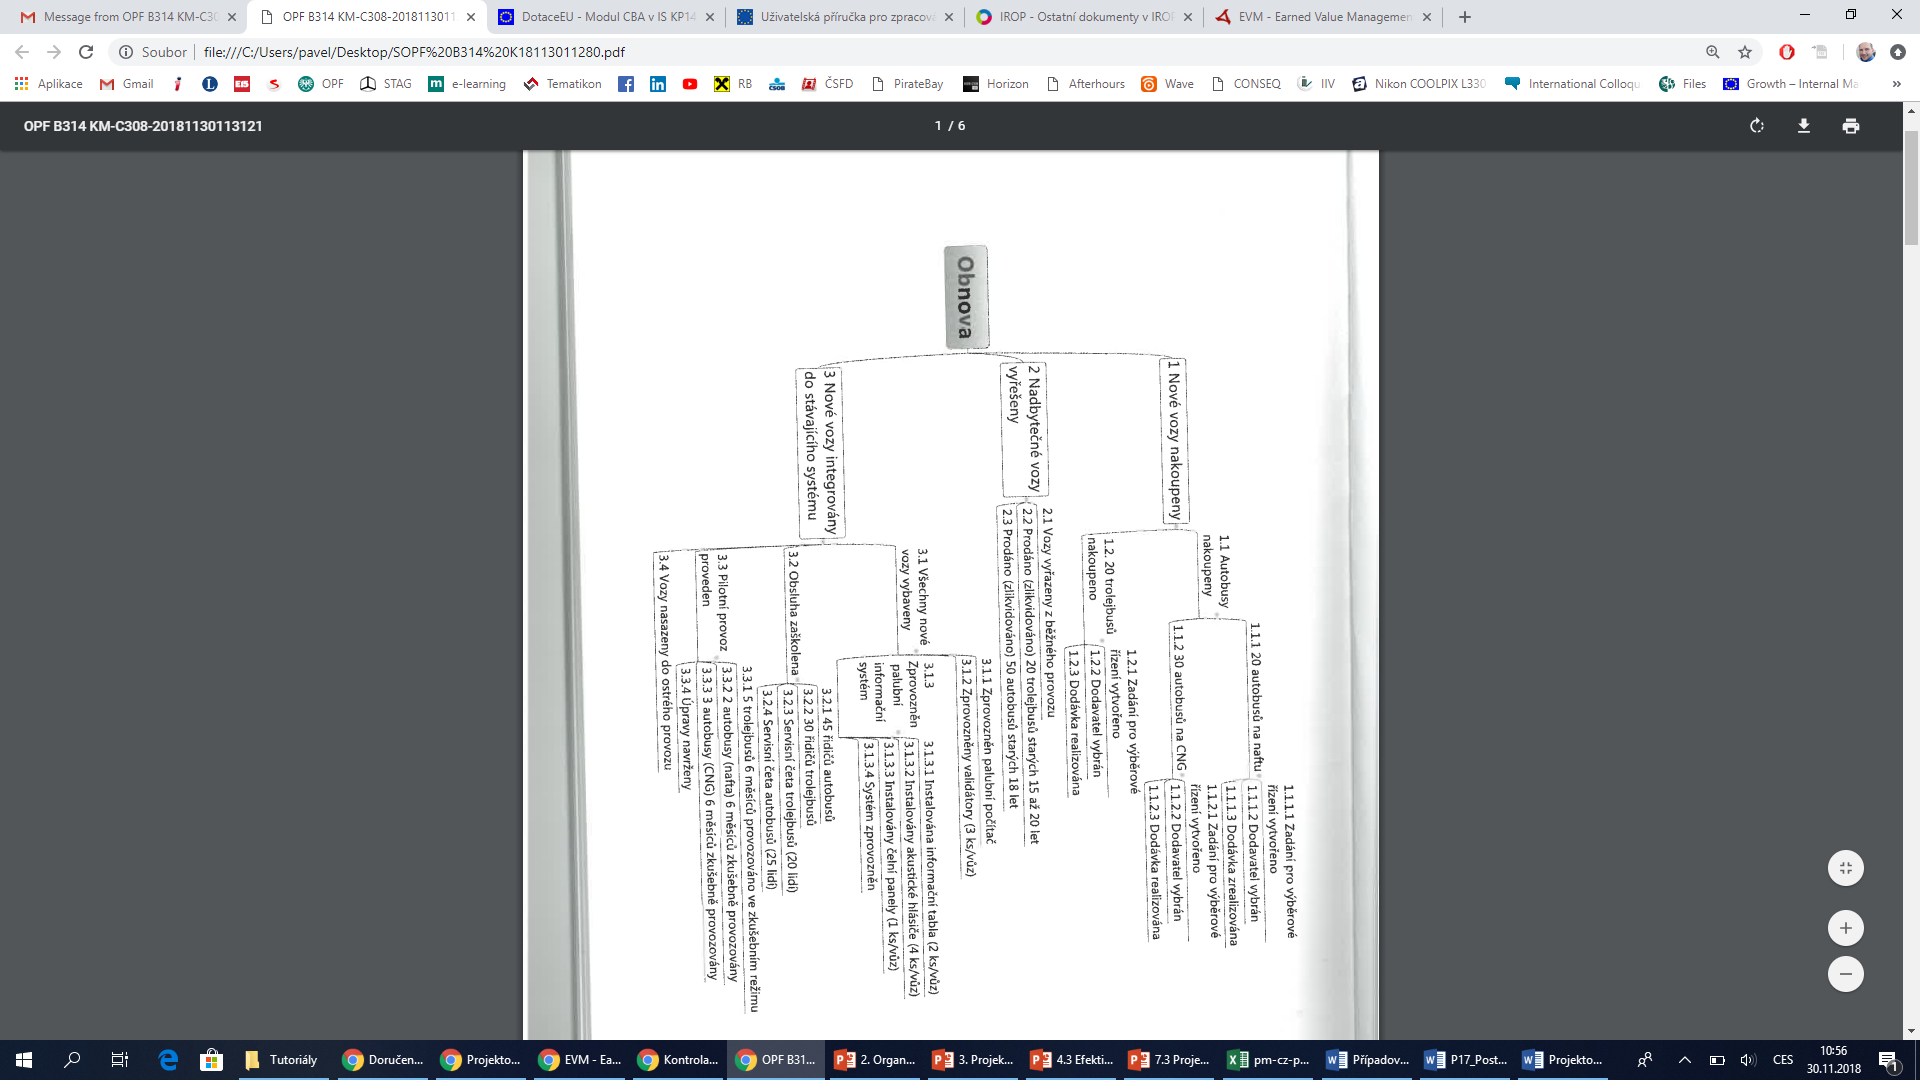 Message from OPF B314 KM-C30
OPF B314 KM-C308-2018113011
DotaceEU - Modul CBA v IS KP14
Uživatelská příručka pro zpracova
IROP - Ostatní dokumenty v IROP
EVM - Earned Value Managemen
Soubor
file:///C:/Users/pavel/Desktop/SOPF%20B314%20K18113011280.pdf
Aplikace
Gmail
EIS
OPF
STAG
e-learning
Tematikon
RB
ČSFD
PirateBay
Horizon
Afterhours
Wave
CONSEQ
IIV
Nikon COOLPIX L330
International Colloqu
Files
Growth – Internal Ma
OPF B314 KM-C308-20181130113121
1 / 6
Obnova
1 Nové vozy nakoupeny
1.1 Autobusy
nakoupeny
1.1.1 20 autobusů na naftu
1.1.1.1 Zadání pro výběrové
řízení vytvořeno
1.1.1.2 Dodavatel vybrán
1.1.1.3 Dodávka zrealizována
1.1.2 30 autobusů na CNG
1.1.2.1 Zadání pro výběrové
řízení vytvořeno
1.1.2.2 Dodavatel vybrán
1.1.2.3 Dodávka realizována
1.2. 20 trolejbusů
nakoupeno
1.2.1 Zadání pro výběrové
řízení vytvořeno
1.2.2 Dodavatel vybrán
1.2.3 Dodávka realizována
2 Nadbytečné vozy
vyřešeny
2.1 Vozy vyřazeny z běžného provozu
2.2 Prodáno (zlikvidováno) 20 trolejbusů starých 15 až 20 let
2.3 Prodáno (zlikvidováno) 50 autobusů starých 18 let
3 Nové vozy integrovány
do stávajícího systému
3.1 Všechny nové
vozy vybaveny
3.1.1 Zprovozněn palubní počítač
3.1.2 Zprovozněny validátory (3 ks/vůz)
3.1.3
Zprovozněn
palubní
informační
systém
3.1.3.1 Instalována informační tabla (2 ks/vůz)
3.1.3.2 Instalovány akustické hlásiče (4 ks/vůz)
3.1.3.3 Instalovány čelní panely (1 ks/vůz)
3.1.3.4 Systém zprovozněn
3.2 Obsluha zaškolena
3.2.1 45 řidičů autobusů
3.2.2 30 řidičů trolejbusů
3.2.3 Servisní četa trolejbusů (20 lidí)
3.2.4 Servisní četa autobusů (25 lidí)
3.3 Pilotní provoz
proveden
3.3.1 5 trolejbusů 6 měsíců provozováno ve zkušebním režimu
3.3.2 2 autobusy (nafta) 6 měsíců zkušebně provozovány
3.3.3 3 autobusy (CNG) 6 měsíců zkušebně provozovány
3.3.4 Úpravy navrženy
3.4 Vozy nasazeny do ostrého provozu
Tutoriály
Doručen...
Projekto...
EVM - Ea...
Kontrola...
OPF B31...
2. Organ...
3. Projek...
4.3 Efekti...
7.3 Proje...
pm-cz-p...
Případov...
P17_Post...
Projekto...
CES
10:56
30.11.2018
1